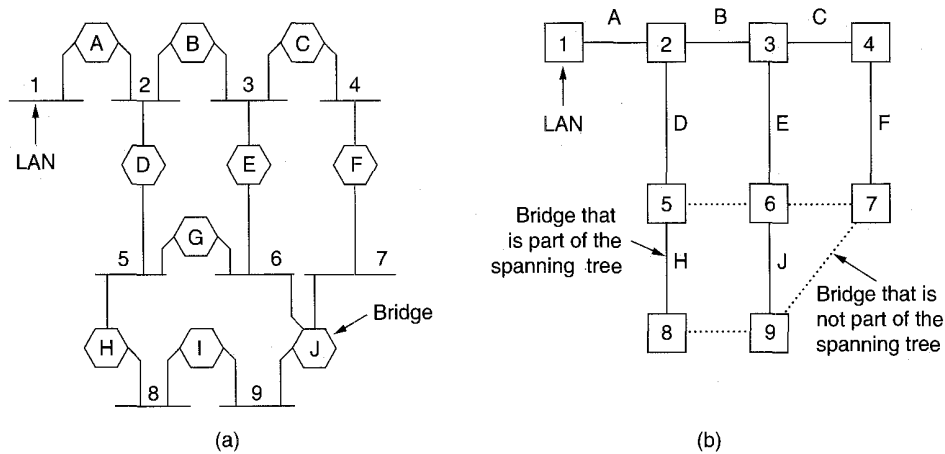 A B C
1 2 3 4
LAN
D E F
G
5 6 7
Bridge
H I J
8 9
(a)
A B C
1 2 3 4
LAN
D E F
5 6 7
Bridge that
is part of the
spanning tree
H J
8 9
Bridge that is
not part of the
spanning tree
(b)